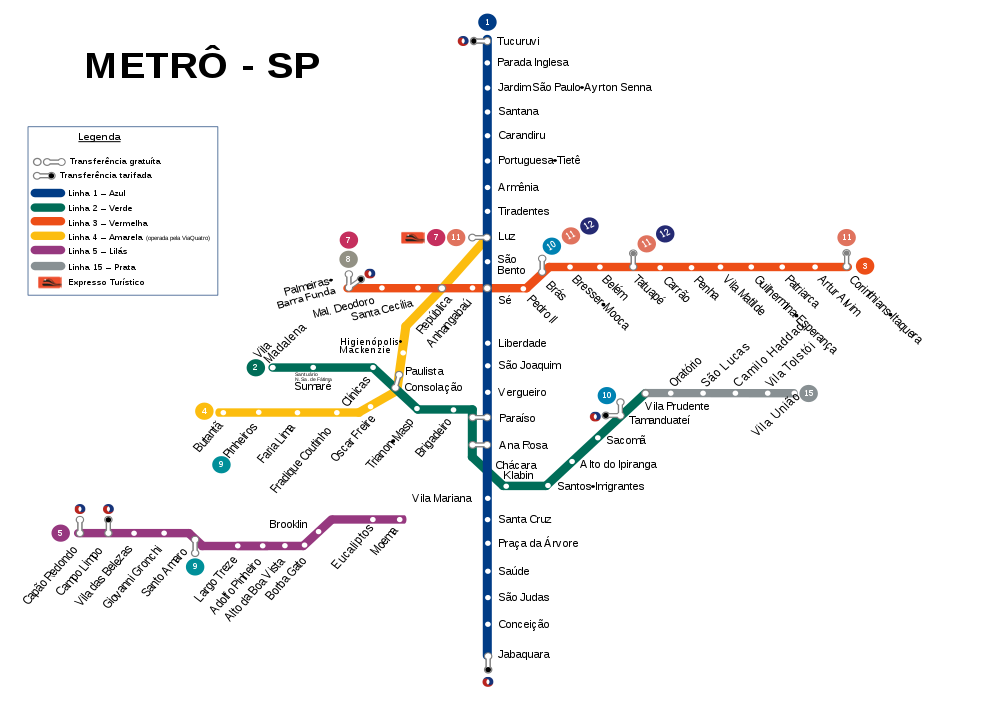 METRÔ - SP
Legenda
Transferência gratuíta
Transferência tarifada
Linha 1 – Azul
Linha 2 – Verde
Linha 3 – Vermelha
Linha 4 – Amarela (operada pela ViaQuatro)
Linha 5 – Lilás
Linha 15 – Prata
Expresso Turístico
1
Tucuruvi
Parada Inglesa
Jardim São Paulo•Ayrton Senna
Santana
Carandiru
Portuguesa•Tietê
Armênia
Tiradentes
7
11
Luz
São
Bento
Sé
Liberdade
São Joaquim
Vergueiro
Paraíso
Ana Rosa
Chácara
Klabin
Vila Mariana
Santa Cruz
Praça da Árvore
Saúde
São Judas
Conceição
Jabaquara
7
8
Palmeiras•
Barra Funda
Mal. Deodoro
Santa Cecília
República
Anhangabaú
Pedro II
10
11
12
Brás
Bresser•Mooca
Belém
11
12
Tatuapé
Carrão
Penha
Vila Matilde
Guilhermina•Esperança
Patriarca
Artur Alvim
11
Corinthians•Itaquera
3
2
Vila
Madalena
Santuário
N. Sa. de Fátima
Sumaré
Clínicas
Consolação
Trianon•Masp
Brigadeiro
Santos•Imigrantes
Alto do Ipiranga
Sacomã
10
Tamanduateí
Vila Prudente
Oratório
São Lucas
Camilo Haddad
Vila Tolstói
Vila União
15
4
Butantã
9
Pinheiros
Faria Lima
Fradique Coutinho
Oscar Freire
Paulista
Higienópolis•
Mackenzie
5
Capão Redondo
Campo Limpo
Vila das Belezas
Giovanni Gronchi
Santo Amaro
9
Largo Treze
Adolfo Pinheiro
Alto da Boa Vista
Borba Gato
Brooklin
Eucaliptos
Moema